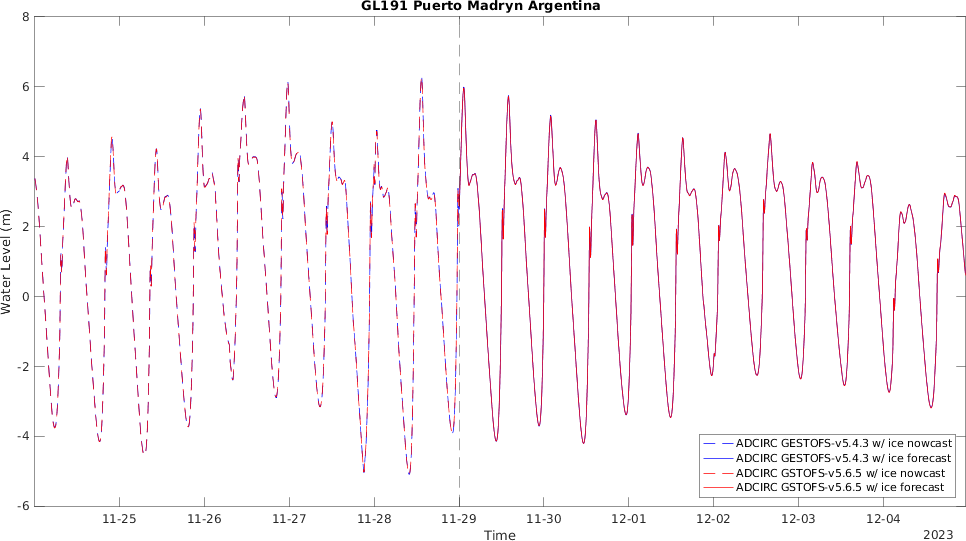 GL191 Puerto Madryn Argentina
8
6
4
2
0
-2
-4
-6
Water Level (m)
ADCIRC GESTOFS-v5.4.3 w/ ice nowcast
ADCIRC GESTOFS-v5.4.3 w/ ice forecast
ADCIRC GSTOFS-v5.6.5 w/ ice nowcast
ADCIRC GSTOFS-v5.6.5 w/ ice forecast
11-25 11-26 11-27 11-28 11-29 11-30 12-01 12-02 12-03 12-04
Time
2023